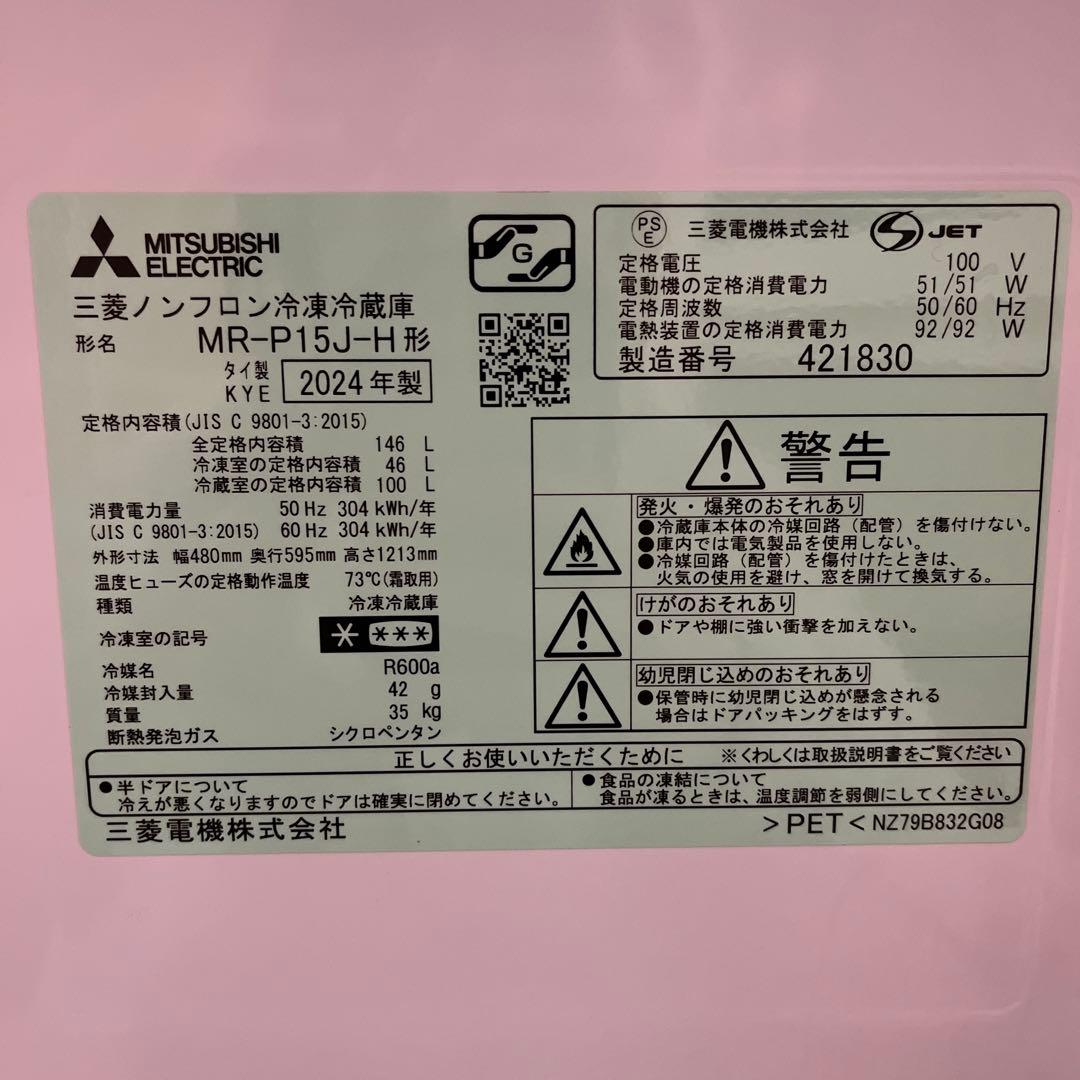 MITSUBISHI
ELECTRIC
三菱ノンフロン冷凍冷蔵庫
形名 MR-P15J-H形
タイ製
KYE 2024年製
G
PS
E
三菱電機株式会社 S JET
定格電圧 100 V
電動機の定格消費電力 51/51 W
定格周波数 50/60 Hz
電熱装置の定格消費電力 92/92 W
製造番号 421830
定格内容積(JIS C 9801-3:2015)
全定格内容積 146 L
冷凍室の定格内容積 46 L
冷蔵室の定格内容積 100 L
消費電力量 50 Hz 304 kWh/年
(JIS C 9801-3:2015) 60 Hz 304 kWh/年
外形寸法 幅480mm 奥行595mm 高さ1213mm
温度ヒューズの定格動作温度 73℃(霜取用)
種類 冷凍冷蔵庫
冷凍室の記号
冷媒名 R600a
冷媒封入量 42 g
質量 35 kg
断熱発泡ガス シクロペンタン
警告
発火・爆発のおそれあり
●冷蔵庫本体の冷媒回路(配管)を傷付けない。
●庫内では電気製品を使用しない。
●冷媒回路(配管)を傷付けたときは、
火気の使用を避け、窓を開けて換気する。
けがのおそれあり
●ドアや棚に強い衝撃を加えない。
幼児閉じ込めのおそれあり
●保管時に幼児閉じ込めが懸念される
場合はドアパッキングをはずす。
正しくお使いいただくために ※くわしくは取扱説明書をご覧ください
●半ドアについて
冷えが悪くなりますのでドアは確実に閉めてください。
●食品の凍結について
食品が凍るときは、温度調節を弱側にしてください。
三菱電機株式会社 >PET< NZ79B832G08